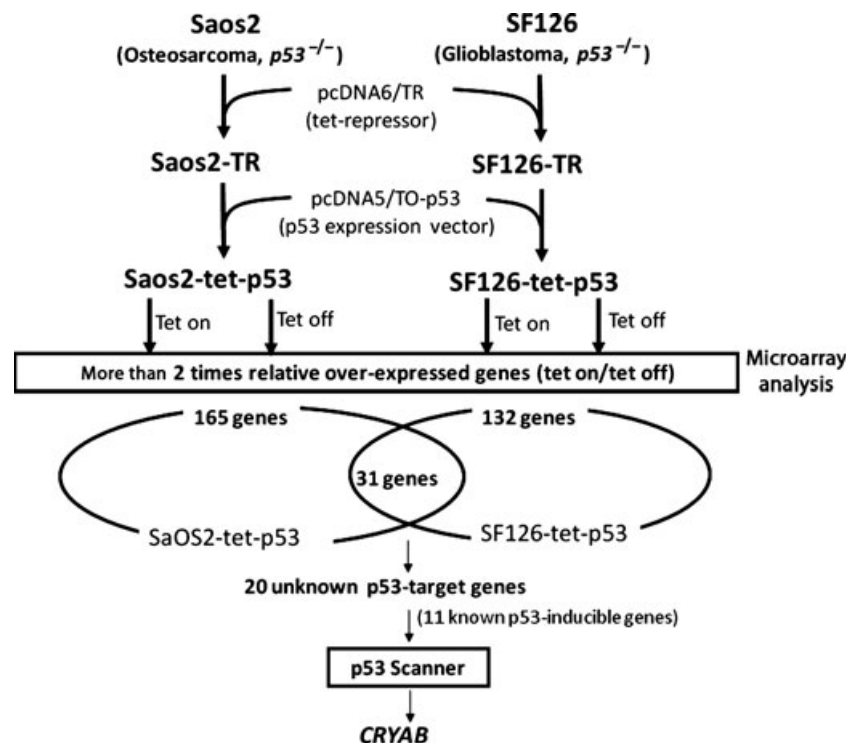 Saos2
(Osteosarcoma, p53⁻/⁻)
SF126
(Glioblastoma, p53⁻/⁻)
pcDNA6/TR
(tet-repressor)
Saos2-TR
SF126-TR
pcDNA5/TO-p53
(p53 expression vector)
Saos2-tet-p53
SF126-tet-p53
Tet on
Tet off
Tet on
Tet off
More than 2 times relative over-expressed genes (tet on/tet off)
Microarray
analysis
165 genes
132 genes
31 genes
SaOS2-tet-p53
SF126-tet-p53
20 unknown p53-target genes
(11 known p53-inducible genes)
p53 Scanner
CRYAB